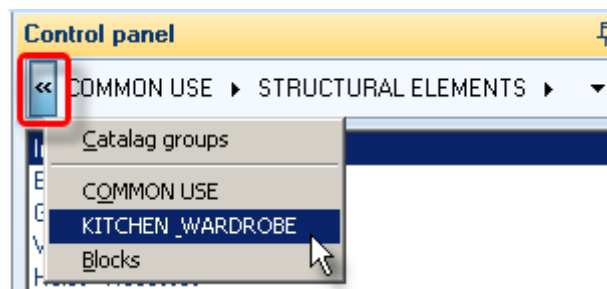 Control panel
« COMMON USE ▸ STRUCTURAL ELEMENTS ▸
Catalag groups
COMMON USE
KITCHEN _WARDROBE
Blocks